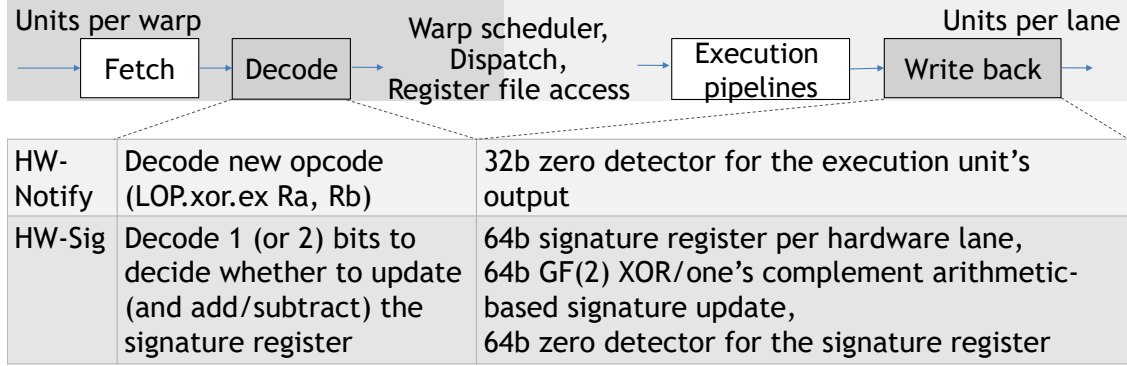 Units per warp
Units per lane
Fetch
Decode
Warp scheduler,
Dispatch,
Register file access
Execution
pipelines
Write back
HW-
Notify
Decode new opcode
(LOP.xor.ex Ra, Rb)
32b zero detector for the execution unit's
output
HW-Sig
Decode 1 (or 2) bits to
decide whether to update
(and add/subtract) the
signature register
64b signature register per hardware lane,
64b GF(2) XOR/one's complement arithmetic-
based signature update,
64b zero detector for the signature register